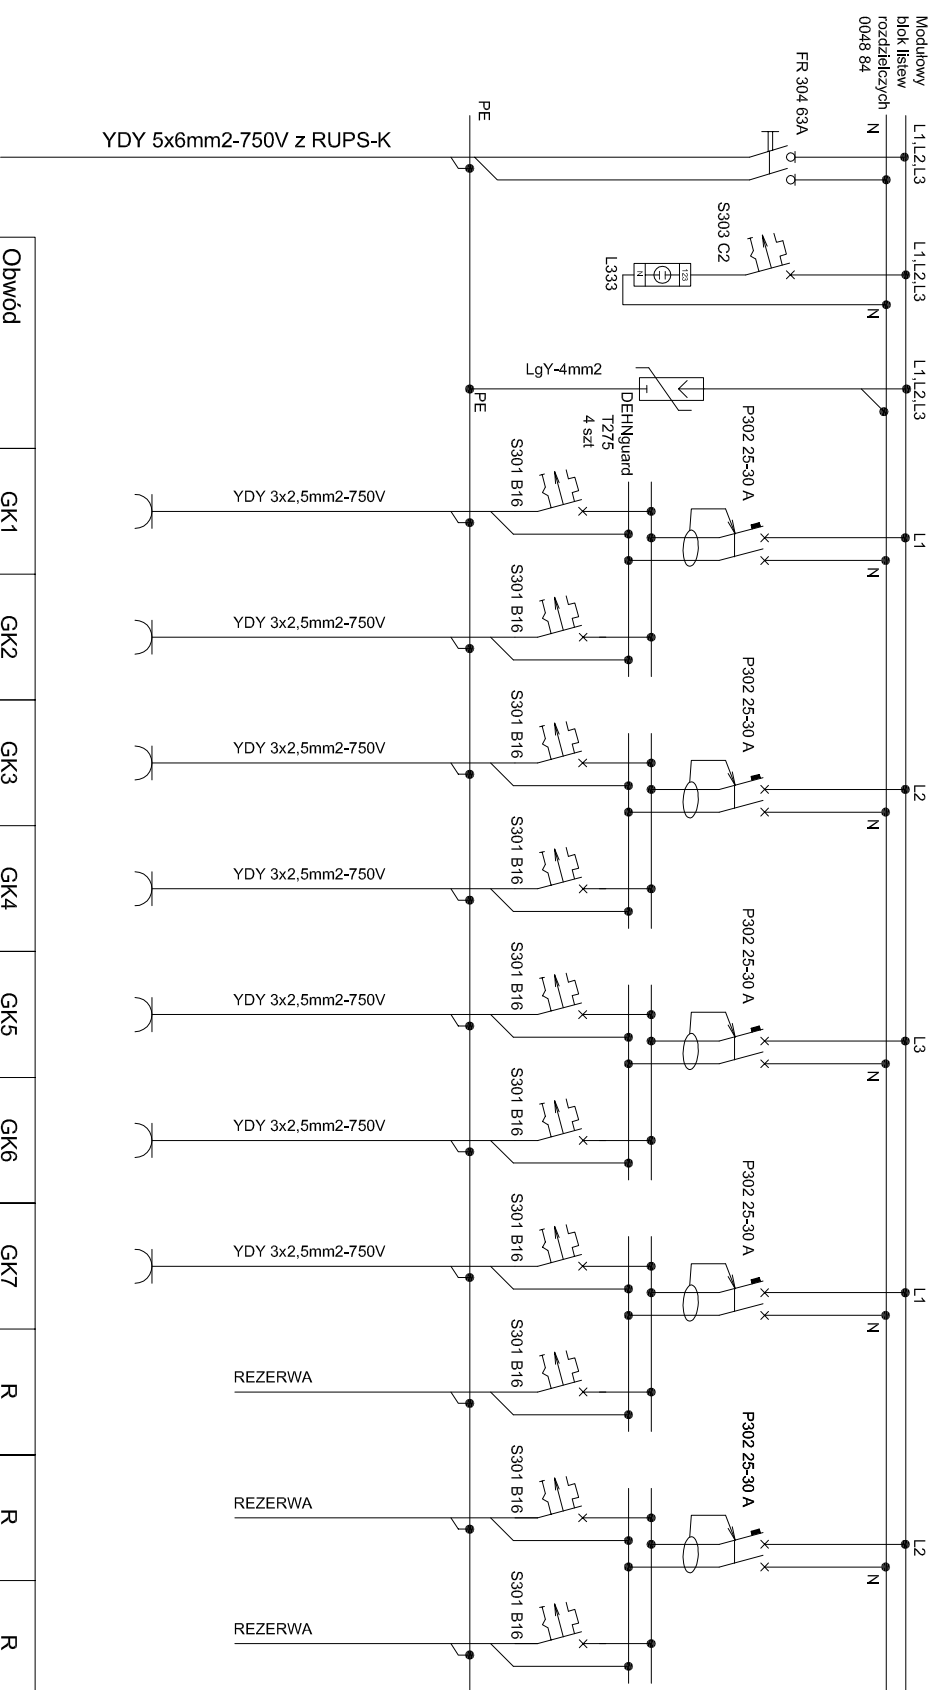 Modułowy
blok listew
rozdzielczych
0048 84
N
L1,L2,L3
L1,L2,L3
N
L1,L2,L3
L1
N
L2
N
L3
N
L1
N
L2
N
FR 304 63A
S303 C2
L333
123
N
DEHNguard
T275
4 szt
LgY-4mm2
PE
PE
YDY 5x6mm2-750V z RUPS-K
P302 25-30 A
P302 25-30 A
P302 25-30 A
P302 25-30 A
P302 25-30 A
S301 B16
S301 B16
S301 B16
S301 B16
S301 B16
S301 B16
S301 B16
S301 B16
S301 B16
S301 B16
YDY 3x2,5mm2-750V
YDY 3x2,5mm2-750V
YDY 3x2,5mm2-750V
YDY 3x2,5mm2-750V
YDY 3x2,5mm2-750V
YDY 3x2,5mm2-750V
YDY 3x2,5mm2-750V
REZERWA
REZERWA
REZERWA
Obwód
GK1
GK2
GK3
GK4
GK5
GK6
GK7
R
R
R